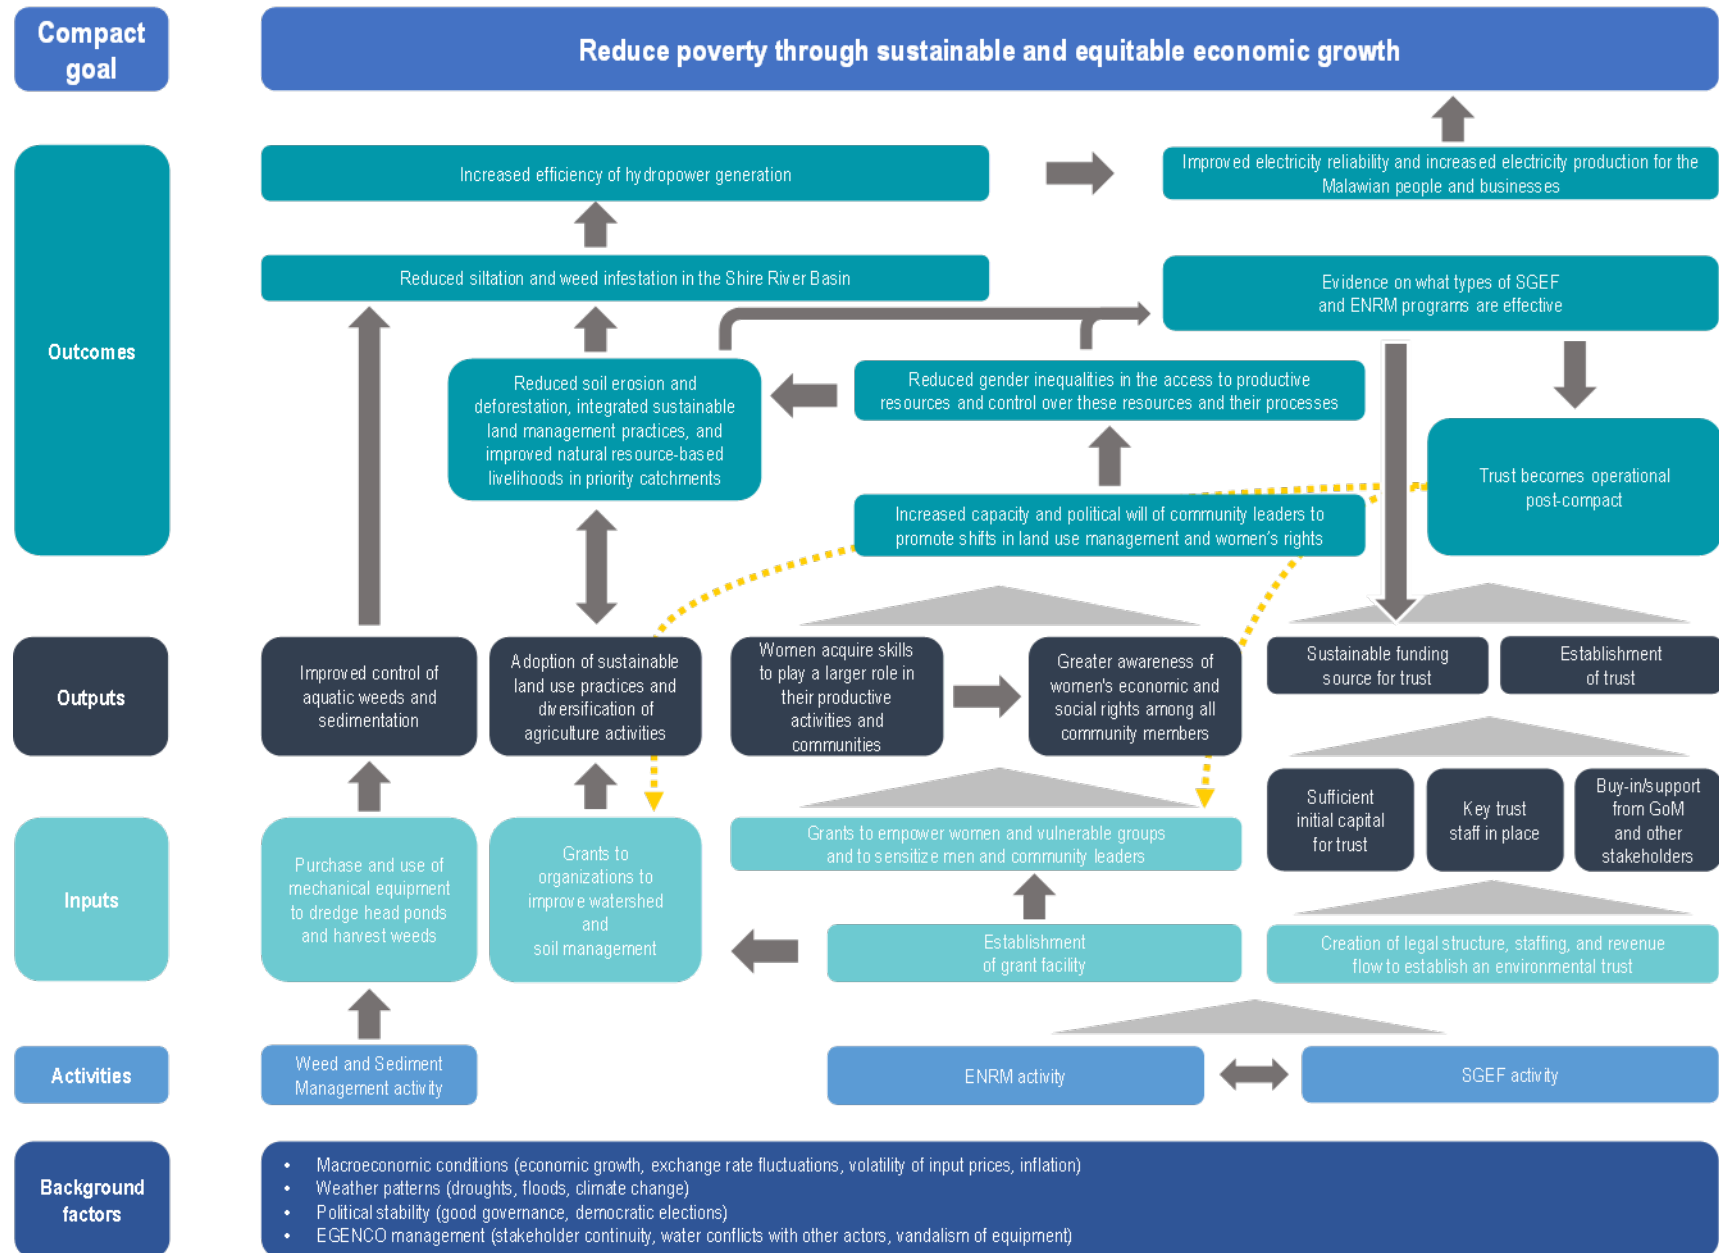 Compact
goal
Reduce poverty through sustainable and equitable economic growth
Outcomes
Increased efficiency of hydropower generation
Improved electricity reliability and increased electricity production for the
Malawian people and businesses
Reduced siltation and weed infestation in the Shire River Basin
Evidence on what types of SGEF
and ENRM programs are effective
Reduced soil erosion and
deforestation, integrated sustainable
land management practices, and
improved natural resource-based
livelihoods in priority catchments
Reduced gender inequalities in the access to productive
resources and control over these resources and their processes
Trust becomes operational
post-compact
Increased capacity and political will of community leaders to
promote shifts in land use management and women's rights
Outputs
Improved control of
aquatic weeds and
sedimentation
Adoption of sustainable
land use practices and
diversification of
agriculture activities
Women acquire skills
to play a larger role in
their productive
activities and
communities
Greater awareness of
women's economic and
social rights among all
community members
Sustainable funding
source for trust
Establishment
of trust
Sufficient
initial capital
for trust
Key trust
staff in place
Buy-in/support
from GoM
and other
stakeholders
Inputs
Purchase and use of
mechanical equipment
to dredge head ponds
and harvest weeds
Grants to
organizations to
improve watershed
and
soil management
Grants to empower women and vulnerable groups
and to sensitize men and community leaders
Establishment
of grant facility
Creation of legal structure, staffing, and revenue
flow to establish an environmental trust
Activities
Weed and Sediment
Management activity
ENRM activity
SGEF activity
Background
factors
• Macroeconomic conditions (economic growth, exchange rate fluctuations, volatility of input prices, inflation)
• Weather patterns (droughts, floods, climate change)
• Political stability (good governance, democratic elections)
• EGENCO management (stakeholder continuity, water conflicts with other actors, vandalism of equipment)